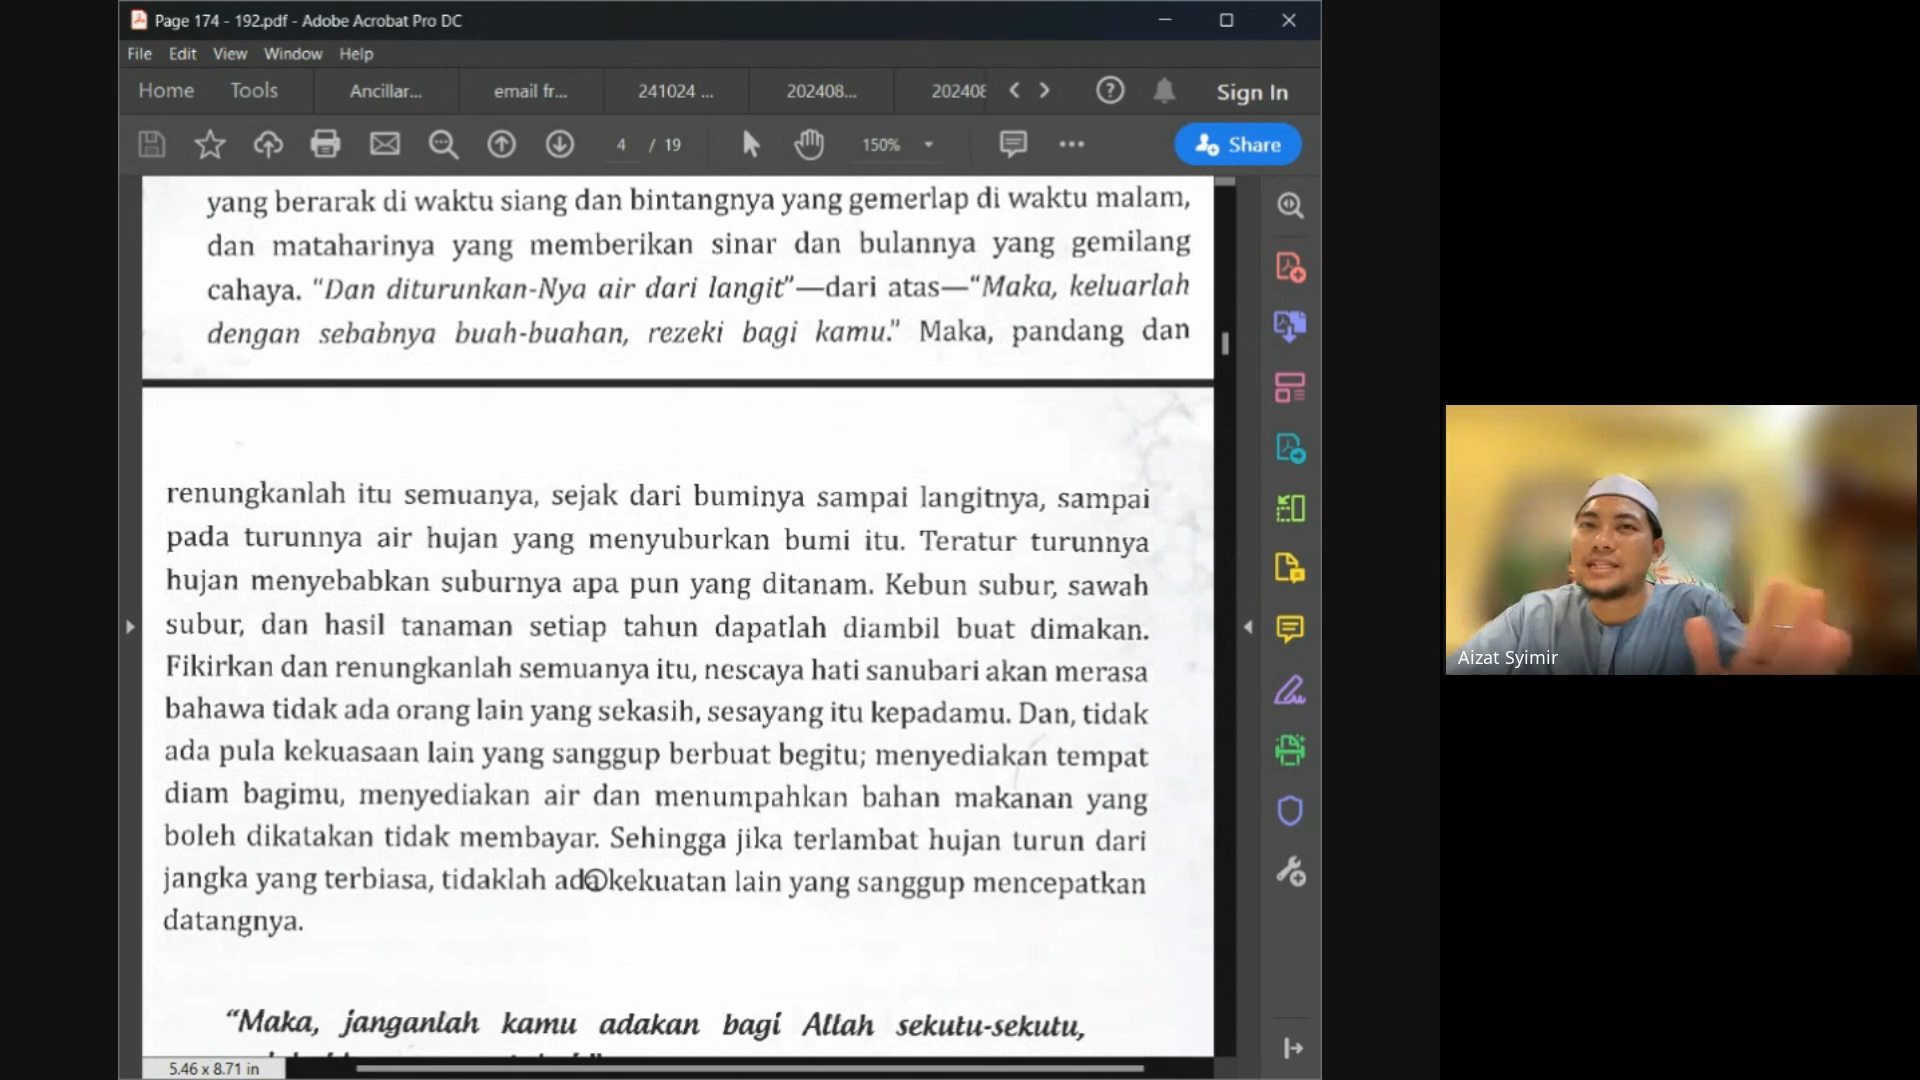 Page 174 - 192.pdf - Adobe Acrobat Pro DC
File Edit View Window Help
Home Tools Ancillar... email fr... 241024 ... 202408... 20240 Sign In
4 / 19 150% Share
yang berarak di waktu siang dan bintangnya yang gemerlap di waktu malam,
dan mataharinya yang memberikan sinar dan bulannya yang gemilang
cahaya. “Dan diturunkan-Nya air dari langit”—dari atas—“Maka, keluarlah
dengan sebabnya buah-buahan, rezeki bagi kamu.” Maka, pandang dan
renungkanlah itu semuanya, sejak dari buminya sampai langitnya, sampai
pada turunnya air hujan yang menyuburkan bumi itu. Teratur turunnya
hujan menyebabkan suburnya apa pun yang ditanam. Kebun subur, sawah
subur, dan hasil tanaman setiap tahun dapatlah diambil buat dimakan.
Fikirkan dan renungkanlah semuanya itu, nescaya hati sanubari akan merasa
bahawa tidak ada orang lain yang sekasih, sesayang itu kepadamu. Dan, tidak
ada pula kekuasaan lain yang sanggup berbuat begitu; menyediakan tempat
diam bagimu, menyediakan air dan menumpahkan bahan makanan yang
boleh dikatakan tidak membayar. Sehingga jika terlambat hujan turun dari
jangka yang terbiasa, tidaklah ada kekuatan lain yang sanggup mencepatkan
datangnya.
“Maka, janganlah kamu adakan bagi Allah sekutu-sekutu,
5.46 x 8.71 in
Aizat Syimir